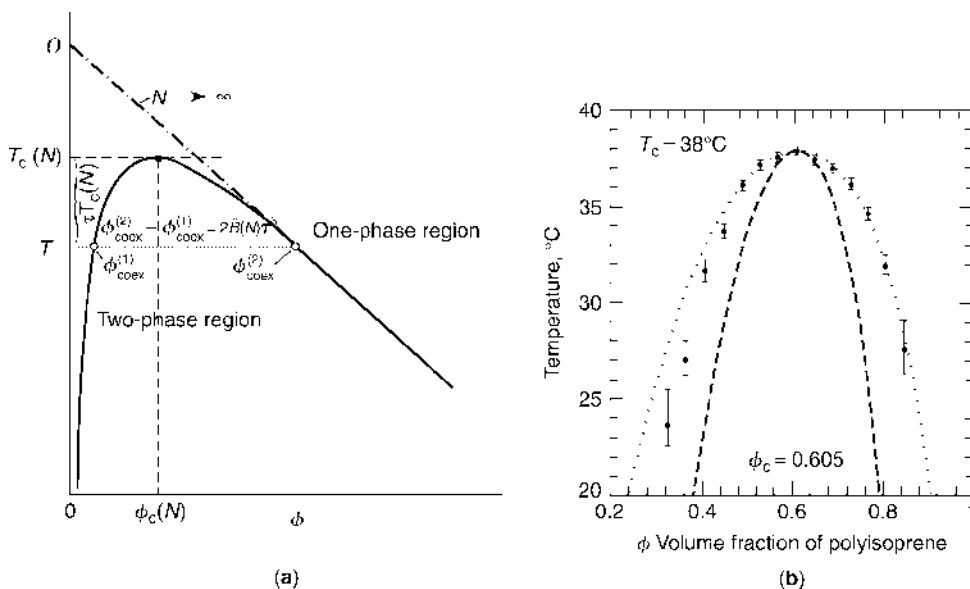 Θ
N → ∞
T_c (N)
τT_c(N)
ϕ_coex^(2) – ϕ_coex^(1) – 2B̂(N)τ^β
T
ϕ_coex^(1)
ϕ_coex^(2)
One-phase region
Two-phase region
0
ϕ_c(N)
ϕ
(a)
40
T_c – 38°C
35
Temperature, °C
30
25
ϕ_c = 0.605
20
0.2 0.4 0.6 0.8
ϕ Volume fraction of polyisoprene
(b)